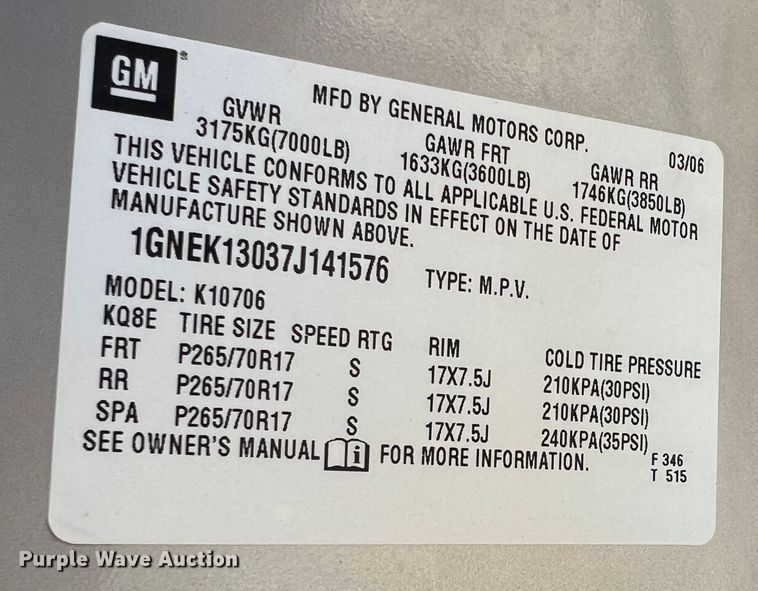 GM
MFD BY GENERAL MOTORS CORP.
03/06
GVWR GAWR FRT GAWR RR
3175KG(7000LB) 1633KG(3600LB) 1746KG(3850LB)
THIS VEHICLE CONFORMS TO ALL APPLICABLE U.S. FEDERAL MOTOR
VEHICLE SAFETY STANDARDS IN EFFECT ON THE DATE OF
MANUFACTURE SHOWN ABOVE.
1GNEK13037J141576 TYPE: M.P.V.
MODEL: K10706
KQ8E TIRE SIZE SPEED RTG RIM COLD TIRE PRESSURE
FRT P265/70R17 S 17X7.5J 210KPA(30PSI)
RR P265/70R17 S 17X7.5J 210KPA(30PSI)
SPA P265/70R17 S 17X7.5J 240KPA(35PSI)
SEE OWNER'S MANUAL i FOR MORE INFORMATION.
F 346
T 515
Purple Wave Auction